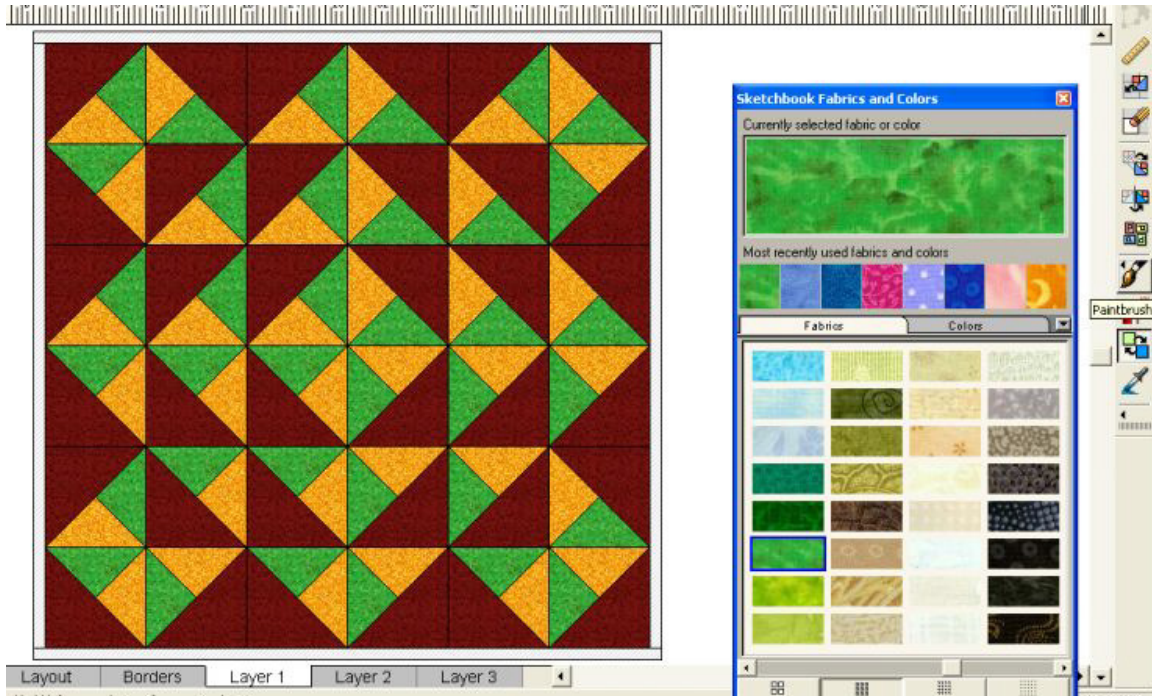 Sketchbook Fabrics and Colors
Currently selected fabric or color
Most recently used fabrics and colors
Paintbrush
Fabrics
Colors
Layout
Borders
Layer 1
Layer 2
Layer 3